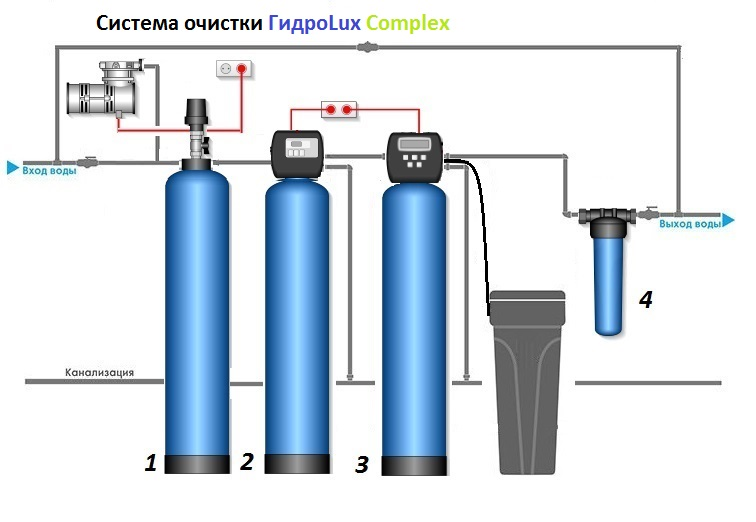 Система очистки ГидроLux Complex
Вход воды
Выход воды
4
Канализация
1
2
3